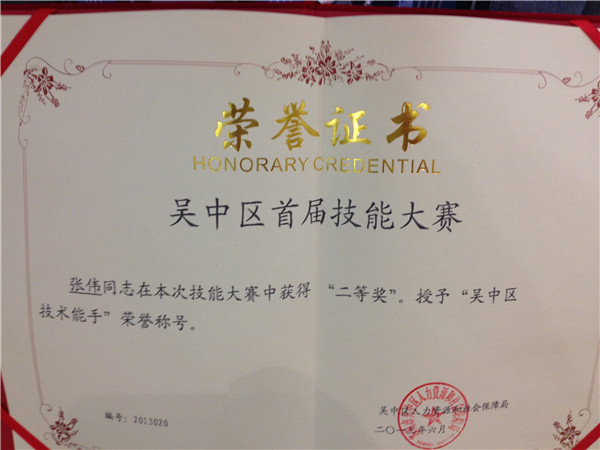 荣誉证书
HONORARY CREDENTIAL
吴中区首届技能大赛
张伟同志在本次技能大赛中获得“二等奖”。授予“吴中区
技术能手”荣誉称号。
编号：2013020
吴中区人力资源和社会保障局
二〇一三年六月